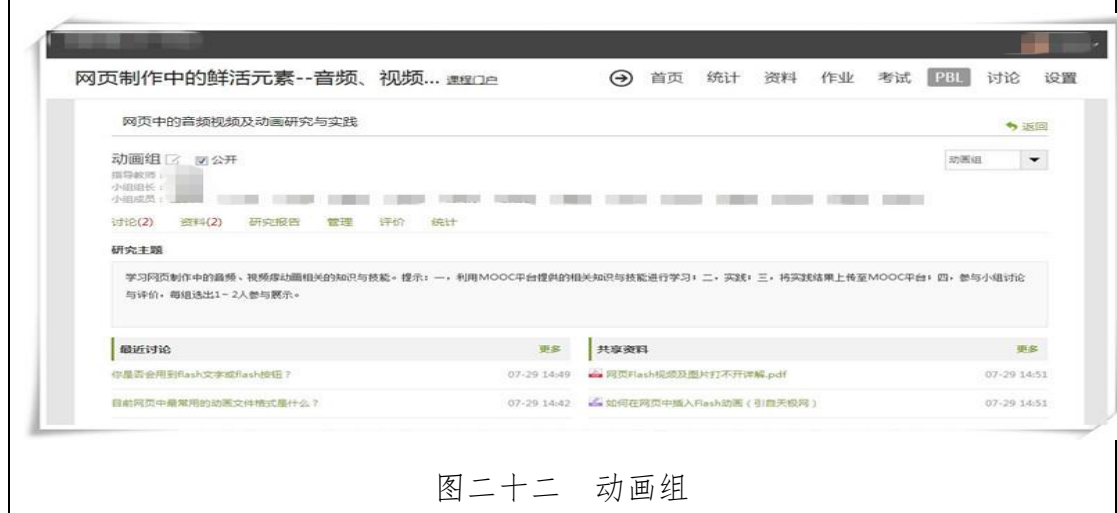 网页制作中的鲜活元素--音频、视频... 课程门户 首页 统计 资料 作业 考试 PBL 讨论 设置
网页中的音频视频及动画研究与实践 返回
动画组 公开 动画组
指导教师：
小组组长：
小组成员：
讨论(2) 资料(2) 研究报告 管理 评价 统计
研究主题
学习网页制作中的音频、视频或动画相关的知识与技能。提示：一，利用MOOC平台提供的相关知识与技能进行学习；二，实践；三，将实践结果上传至MOOC平台；四，参与小组讨论
与评价，每组选出1-2人参与展示。
最近讨论 更多 共享资料 更多
你是否会用到flash文字或flash按钮？ 07-29 14:49 网页Flash视频及图片打不开详解.pdf 07-29 14:51
目前网页中最常用的动画文件格式是什么？ 07-29 14:42 如何在网页中插入Flash动画（引自天极网） 07-29 14:51
图二十二 动画组